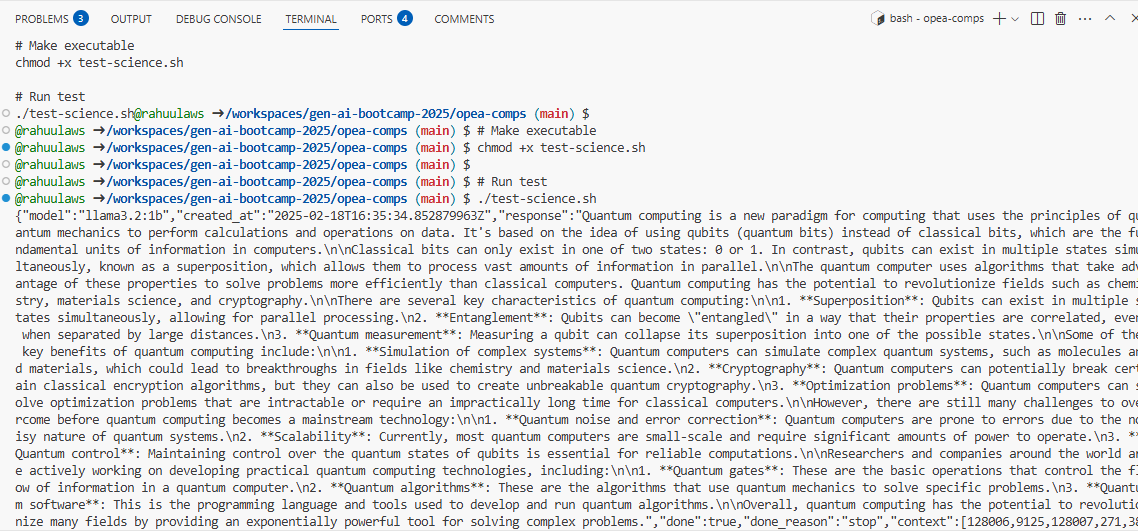 PROBLEMS 3 OUTPUT DEBUG CONSOLE TERMINAL PORTS 4 COMMENTS bash - opea-comps
# Make executable
chmod +x test-science.sh
# Run test
./test-science.sh@rahuulaws ➜/workspaces/gen-ai-bootcamp-2025/opea-comps (main) $
@rahuulaws ➜/workspaces/gen-ai-bootcamp-2025/opea-comps (main) $ # Make executable
@rahuulaws ➜/workspaces/gen-ai-bootcamp-2025/opea-comps (main) $ chmod +x test-science.sh
@rahuulaws ➜/workspaces/gen-ai-bootcamp-2025/opea-comps (main) $
@rahuulaws ➜/workspaces/gen-ai-bootcamp-2025/opea-comps (main) $ # Run test
@rahuulaws ➜/workspaces/gen-ai-bootcamp-2025/opea-comps (main) $ ./test-science.sh
{"model":"llama3.2:1b","created_at":"2025-02-18T16:35:34.852879963Z","response":"Quantum computing is a new paradigm for computing that uses the principles of qu
antum mechanics to perform calculations and operations on data. It's based on the idea of using qubits (quantum bits) instead of classical bits, which are the fu
ndamental units of information in computers.\n\nClassical bits can only exist in one of two states: 0 or 1. In contrast, qubits can exist in multiple states simu
ltaneously, known as a superposition, which allows them to process vast amounts of information in parallel.\n\nThe quantum computer uses algorithms that take adv
antage of these properties to solve problems more efficiently than classical computers. Quantum computing has the potential to revolutionize fields such as chemi
stry, materials science, and cryptography.\n\nThere are several key characteristics of quantum computing:\n\n1. **Superposition**: Qubits can exist in multiple s
tates simultaneously, allowing for parallel processing.\n2. **Entanglement**: Qubits can become \"entangled\" in a way that their properties are correlated, even
when separated by large distances.\n3. **Quantum measurement**: Measuring a qubit can collapse its superposition into one of the possible states.\n\nSome of the
key benefits of quantum computing include:\n\n1. **Simulation of complex systems**: Quantum computers can simulate complex quantum systems, such as molecules an
d materials, which could lead to breakthroughs in fields like chemistry and materials science.\n2. **Cryptography**: Quantum computers can potentially break cert
ain classical encryption algorithms, but they can also be used to create unbreakable quantum cryptography.\n3. **Optimization problems**: Quantum computers can s
olve optimization problems that are intractable or require an impractically long time for classical computers.\n\nHowever, there are still many challenges to ove
rcome before quantum computing becomes a mainstream technology:\n\n1. **Quantum noise and error correction**: Quantum computers are prone to errors due to the no
isy nature of quantum systems.\n2. **Scalability**: Currently, most quantum computers are small-scale and require significant amounts of power to operate.\n3. **
Quantum control**: Maintaining control over the quantum states of qubits is essential for reliable computations.\n\nResearchers and companies around the world ar
e actively working on developing practical quantum computing technologies, including:\n\n1. **Quantum gates**: These are the basic operations that control the fl
ow of information in a quantum computer.\n2. **Quantum algorithms**: These are the algorithms that use quantum mechanics to solve specific problems.\n3. **Quantu
m software**: This is the programming language and tools used to develop and run quantum algorithms.\n\nOverall, quantum computing has the potential to revolutio
nize many fields by providing an exponentially powerful tool for solving complex problems.","done":true,"done_reason":"stop","context":[128006,9125,128007,271,2